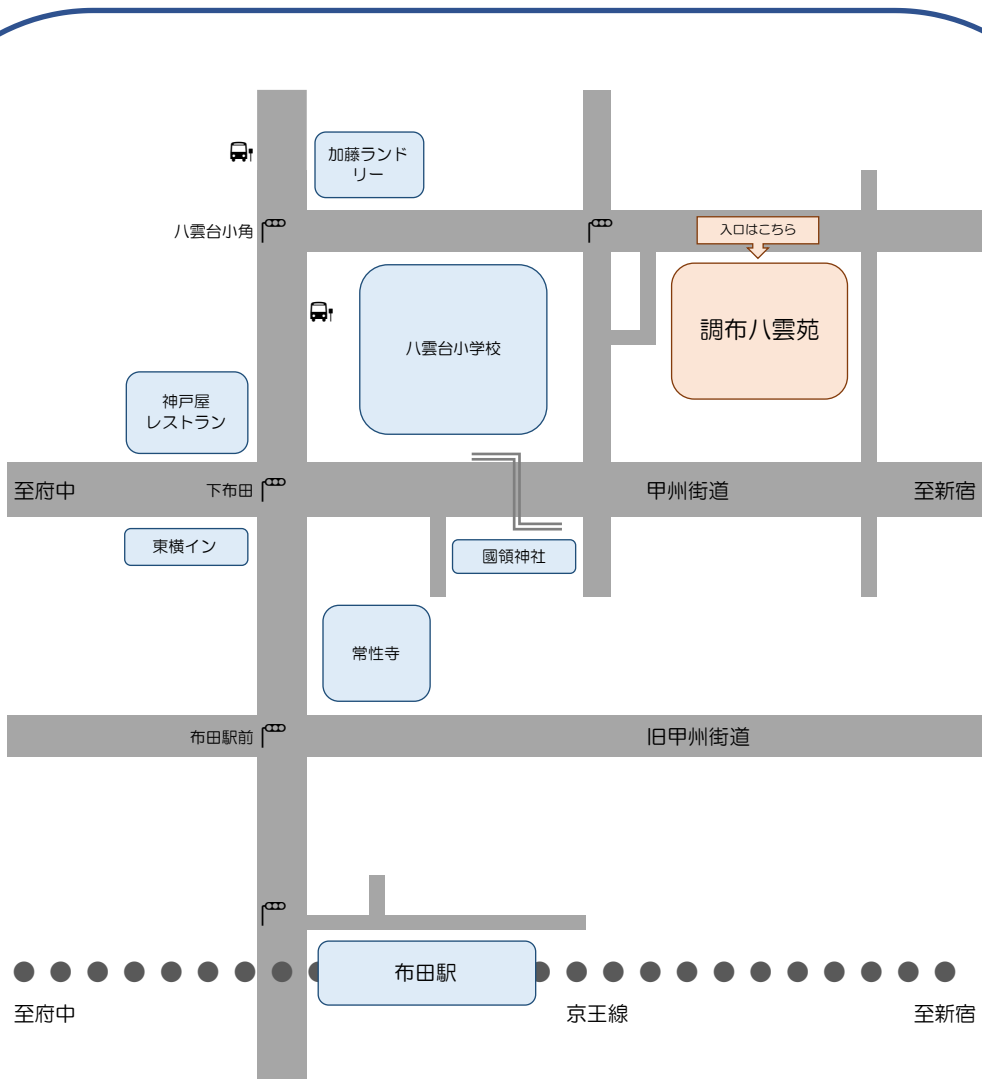 加藤ランド
リー
八雲台小角
入口はこちら
調布八雲苑
八雲台小学校
神戸屋
レストラン
至府中
下布田
甲州街道
至新宿
東横イン
國領神社
常性寺
布田駅前
旧甲州街道
布田駅
至府中
京王線
至新宿